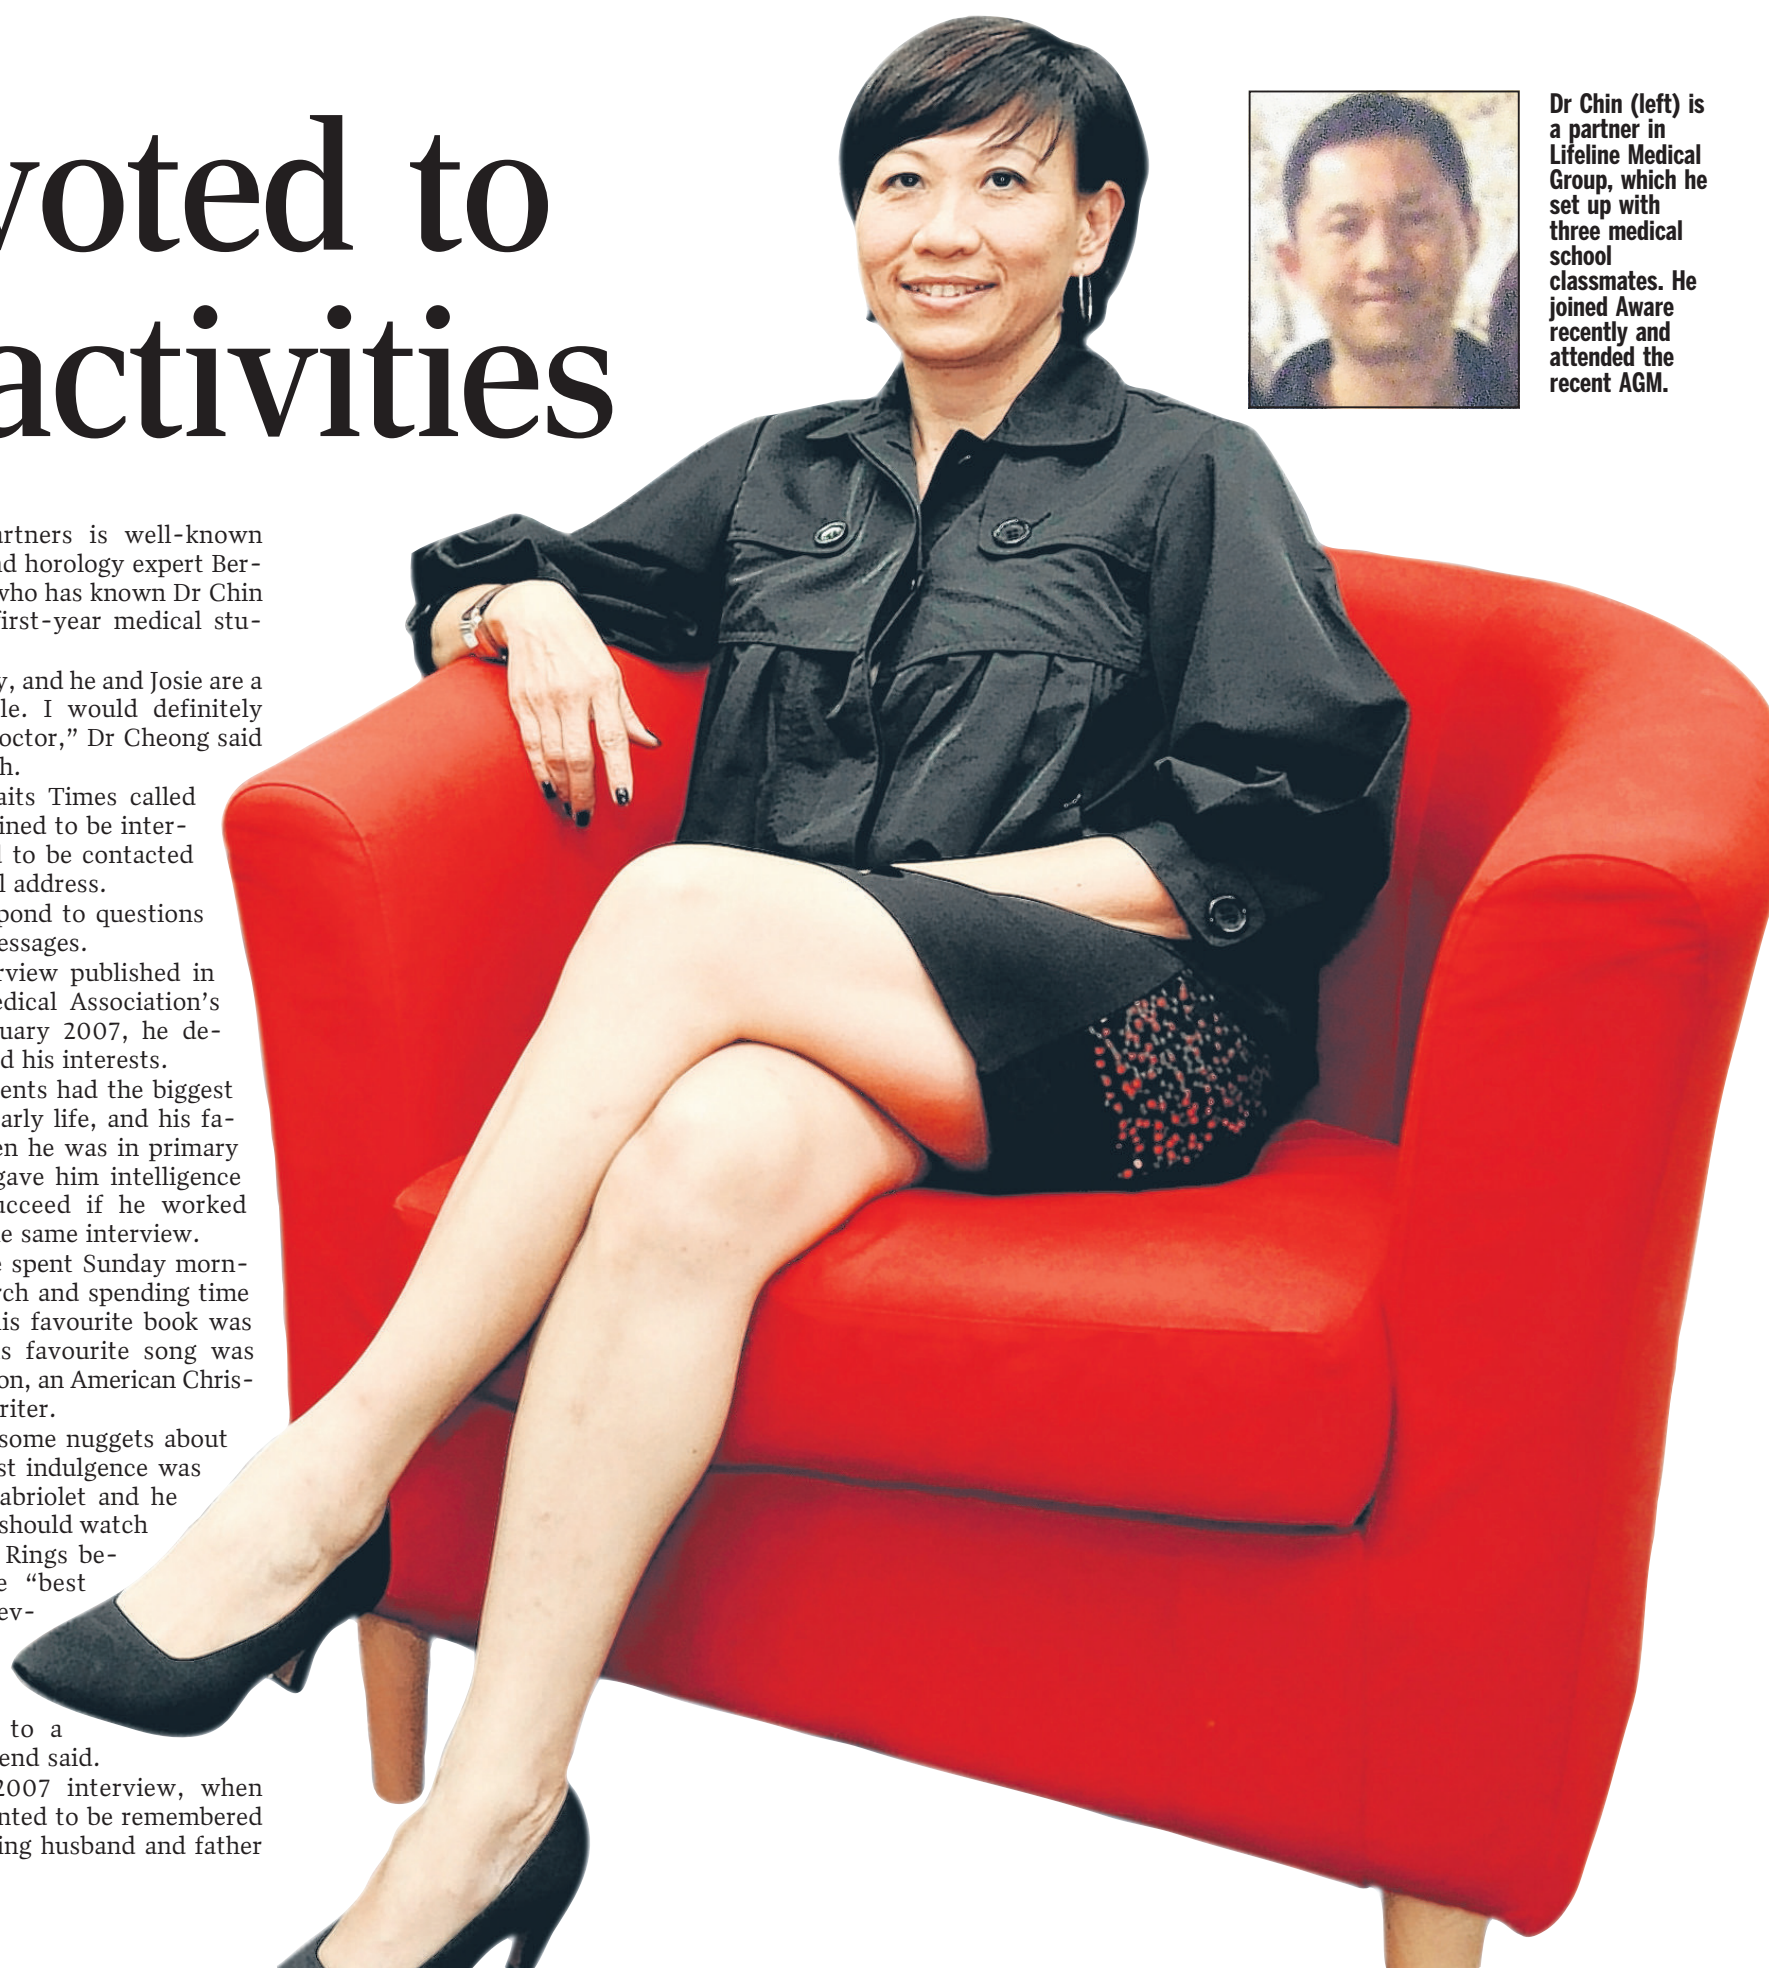 voted to
activities
Dr Chin (left) is
a partner in
Lifeline Medical
Group, which he
set up with
three medical
school
classmates. He
joined Aware
recently and
attended the
recent AGM.
artners is well-known
d horology expert Ber-
who has known Dr Chin
first-year medical stu-
y, and he and Josie are a
le. I would definitely
octor,” Dr Cheong said
h.
aits Times called
ined to be inter-
to be contacted
l address.
pond to questions
essages.
rview published in
edical Association’s
uary 2007, he de-
d his interests.
ents had the biggest
arly life, and his fa-
en he was in primary
gave him intelligence
ucceed if he worked
e same interview.
e spent Sunday morn-
rch and spending time
is favourite book was
s favourite song was
on, an American Chris-
riter.
some nuggets about
st indulgence was
abriolet and he
should watch
Rings be-
e “best
ev-
to a
end said.
2007 interview, when
nted to be remembered
ing husband and father